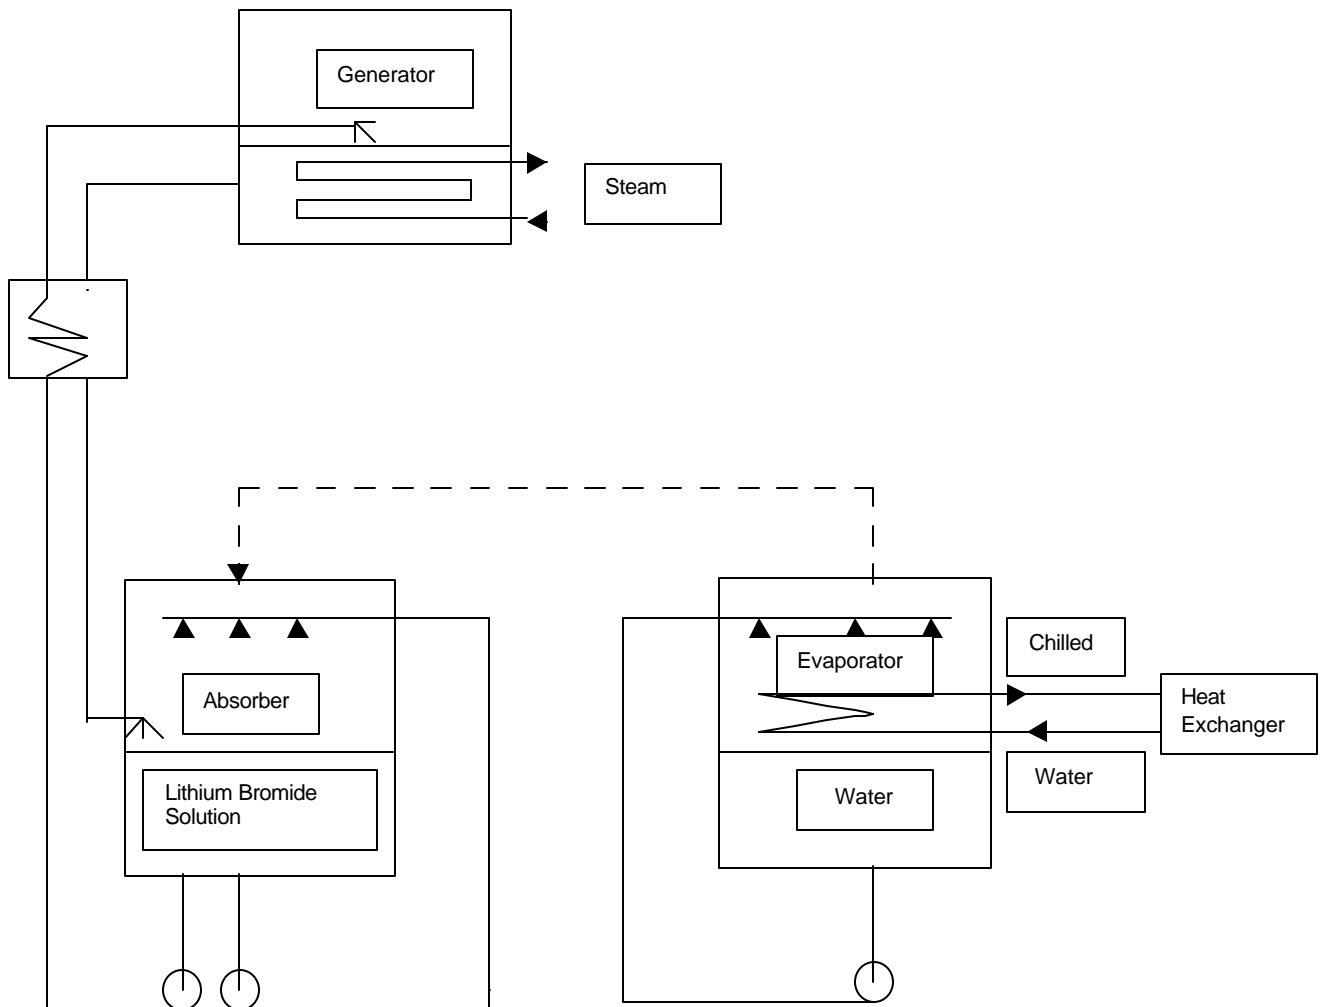 Generator
Steam
Chilled
Evaporator
Heat
Exchanger
Absorber
Water
Lithium Bromide
Solution
Water